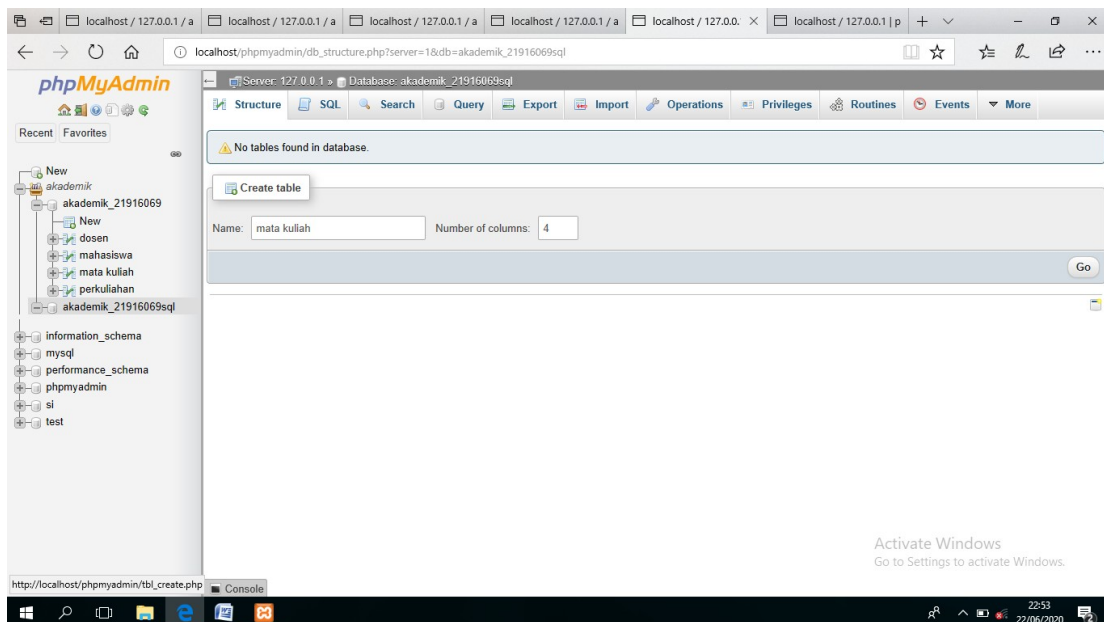 localhost / 127.0.0.1 / a
localhost / 127.0.0.1 / a
localhost / 127.0.0.1 / a
localhost / 127.0.0.1 / a
localhost / 127.0.0.
localhost / 127.0.0.1 | p
localhost/phpmyadmin/db_structure.php?server=1&db=akademik_21916069sql
phpMyAdmin
Recent Favorites
New
akademik
akademik_21916069
New
dosen
mahasiswa
mata kuliah
perkuliahan
akademik_21916069sql
information_schema
mysql
performance_schema
phpmyadmin
si
test
http://localhost/phpmyadmin/tbl_create.php
Server: 127.0.0.1 » Database: akademik_21916069sql
Structure SQL Search Query Export Import Operations Privileges Routines Events More
No tables found in database.
Create table
Name: mata kuliah Number of columns: 4
Go
Console
Activate Windows
Go to Settings to activate Windows.
22:53
22/06/2020